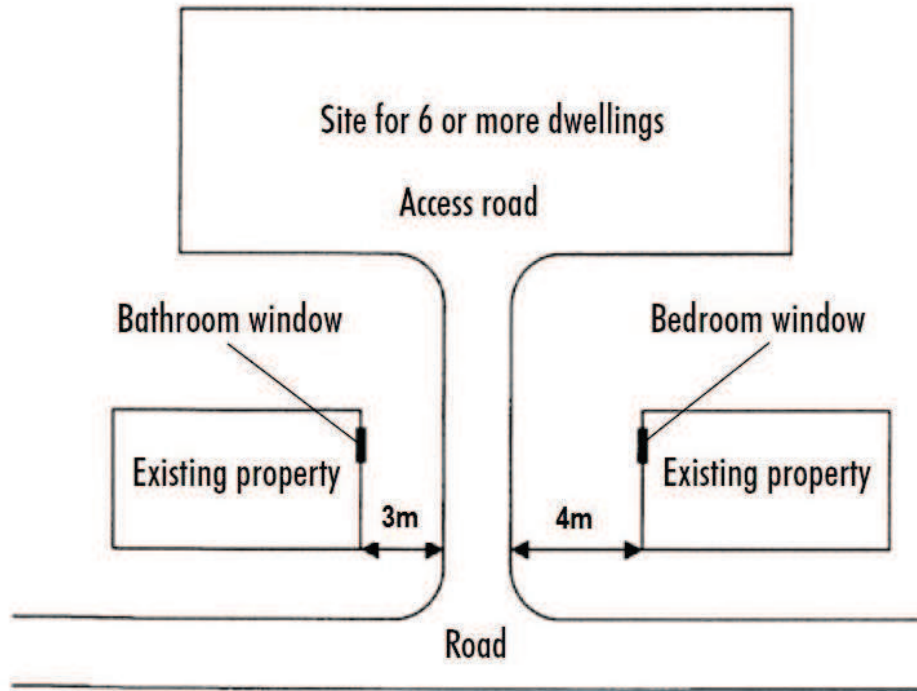 Site for 6 or more dwellings
Access road
Bathroom window
Bedroom window
Existing property
Existing property
3m
4m
Road